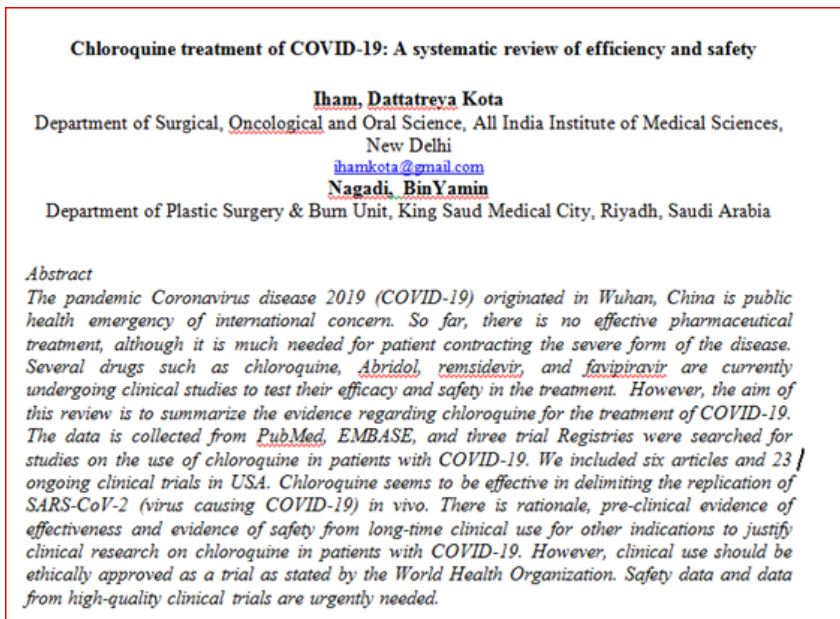 Chloroquine treatment of COVID-19: A systematic review of efficiency and safety
Iham, Dattatreya Kota
Department of Surgical, Oncological and Oral Science, All India Institute of Medical Sciences,
New Delhi
ihamkota@gmail.com
Nagadi, BinYamin
Department of Plastic Surgery & Burn Unit, King Saud Medical City, Riyadh, Saudi Arabia
Abstract
The pandemic Coronavirus disease 2019 (COVID-19) originated in Wuhan, China is public
health emergency of international concern. So far, there is no effective pharmaceutical
treatment, although it is much needed for patient contracting the severe form of the disease.
Several drugs such as chloroquine, Abridol, remsidevir, and favipiravir are currently
undergoing clinical studies to test their efficacy and safety in the treatment. However, the aim of
this review is to summarize the evidence regarding chloroquine for the treatment of COVID-19.
The data is collected from PubMed, EMBASE, and three trial Registries were searched for
studies on the use of chloroquine in patients with COVID-19. We included six articles and 23
ongoing clinical trials in USA. Chloroquine seems to be effective in delimiting the replication of
SARS-CoV-2 (virus causing COVID-19) in vivo. There is rationale, pre-clinical evidence of
effectiveness and evidence of safety from long-time clinical use for other indications to justify
clinical research on chloroquine in patients with COVID-19. However, clinical use should be
ethically approved as a trial as stated by the World Health Organization. Safety data and data
from high-quality clinical trials are urgently needed.